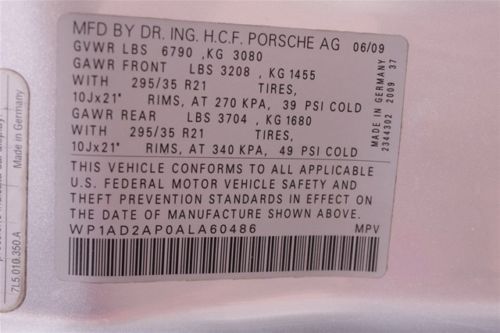 MFD BY DR. ING. H.C.F. PORSCHE AG 06/09
GVWR LBS 6790 , KG 3080
GAWR FRONT LBS 3208 , KG 1455
WITH 295/35 R21 TIRES,
10Jx21" RIMS, AT 270 KPA, 39 PSI COLD
GAWR REAR LBS 3704 , KG 1680
WITH 295/35 R21 TIRES,
10Jx21" RIMS, AT 340 KPA, 49 PSI COLD
THIS VEHICLE CONFORMS TO ALL APPLICABLE
U.S. FEDERAL MOTOR VEHICLE SAFETY AND
THEFT PREVENTION STANDARDS IN EFFECT ON
THE DATE OF MANUFACTURE SHOWN ABOVE.
WP1AD2AP0ALA60486 MPV
MADE IN GERMANY
2344302 2009 37
Made in Germany
7L5.010.350.A